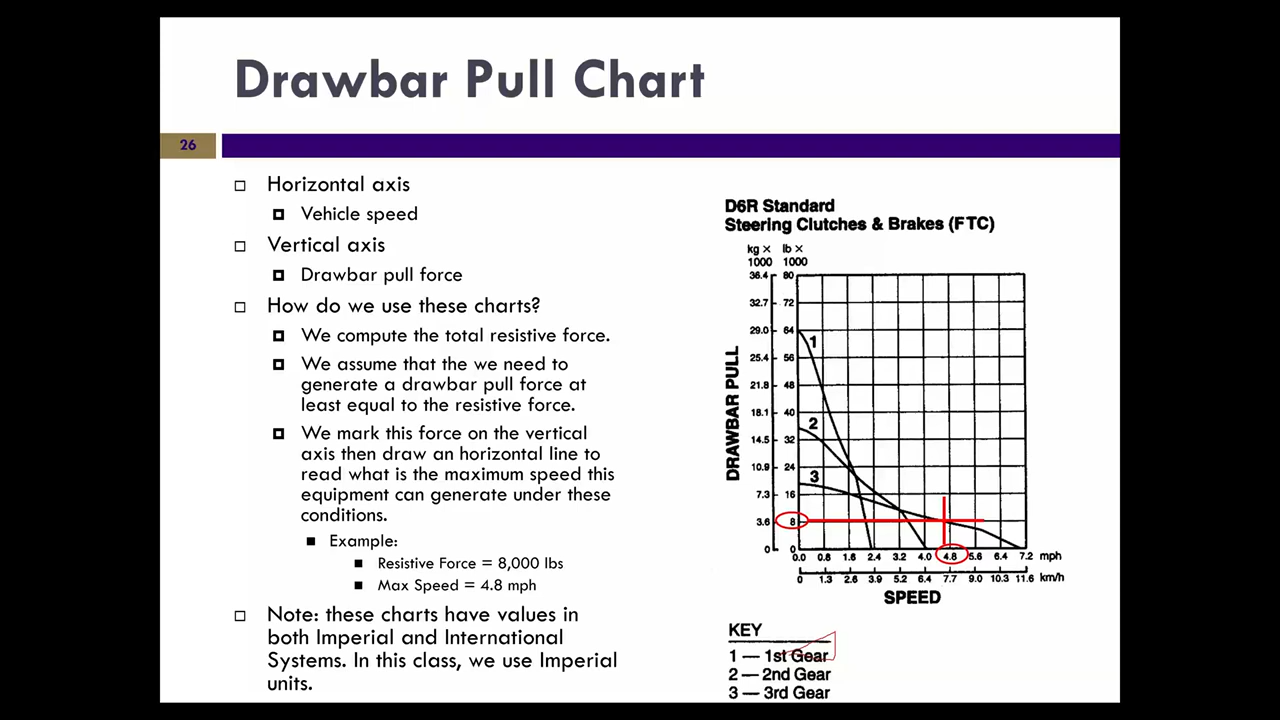 Drawbar Pull Chart
26
Horizontal axis
Vehicle speed
Vertical axis
Drawbar pull force
How do we use these charts?
We compute the total resistive force.
We assume that the we need to
generate a drawbar pull force at
least equal to the resistive force.
We mark this force on the vertical
axis then draw an horizontal line to
read what is the maximum speed this
equipment can generate under these
conditions.
Example:
Resistive Force = 8,000 lbs
Max Speed = 4.8 mph
Note: these charts have values in
both Imperial and International
Systems. In this class, we use Imperial
units.
D6R Standard
Steering Clutches & Brakes (FTC)
kg × lb ×
1000 1000
36.4 80
32.7 72
29.0 64
25.4 56
21.8 48
18.1 40
14.5 32
10.9 24
7.3 16
3.6 8
0 0
DRAWBAR PULL
1
2
3
0.0 0.8 1.6 2.4 3.2 4.0 4.8 5.6 6.4 7.2 mph
0 1.3 2.6 3.9 5.2 6.4 7.7 9.0 10.3 11.6 km/h
SPEED
KEY
1 — 1st Gear
2 — 2nd Gear
3 — 3rd Gear